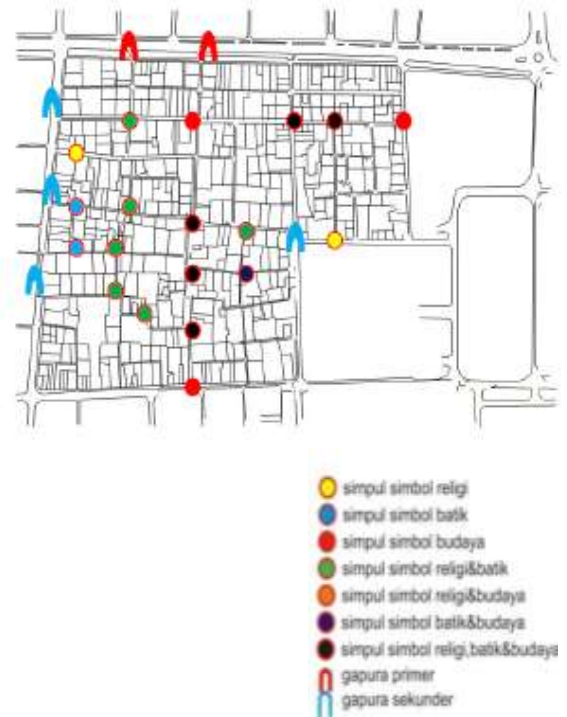 simpul simbol religi
simpul simbol batik
simpul simbol budaya
simpul simbol religi&batik
simpul simbol religi&budaya
simpul simbol batik&budaya
simpul simbol religi,batik&budaya
gapura primer
gapura sekunder